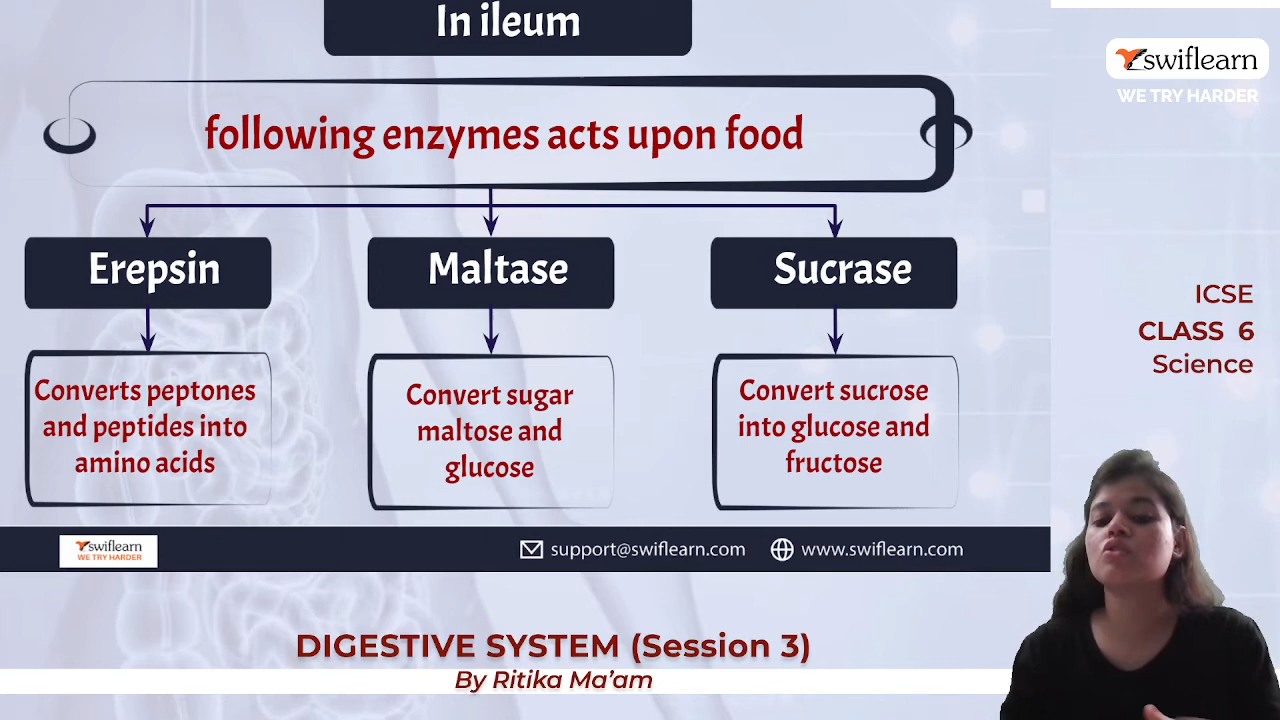 In ileum
swiflearn
WE TRY HARDER
following enzymes acts upon food
Erepsin
Maltase
Sucrase
Converts peptones
and peptides into
amino acids
Convert sugar
maltose and
glucose
Convert sucrose
into glucose and
fructose
ICSE
CLASS 6
Science
swiflearn
WE TRY HARDER
support@swiflearn.com
www.swiflearn.com
DIGESTIVE SYSTEM (Session 3)
By Ritika Ma'am